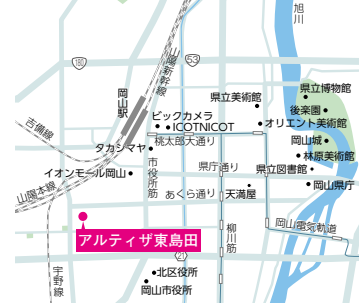 旭川
山陽新幹線
180
53
県立博物館
岡山駅
県立美術館
後楽園
ビックカメラ
オリエント美術館
ICOTNICOT
吉備線
桃太郎大通り
岡山城
タカシマヤ
林原美術館
市役所筋
県庁通り
県立図書館
イオンモール岡山
岡山県庁
山陽本線
あくら通り
天満屋
柳川筋
岡山電気軌道
アルティザ東島田
21
宇野線
北区役所
岡山市役所